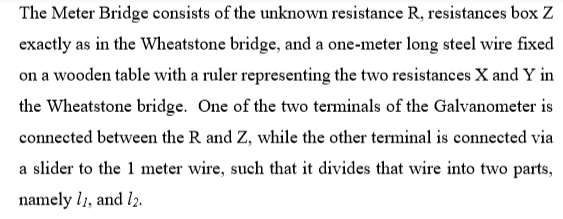 The Meter Bridge consists of the unknown resistance R, resistances box Z
exactly as in the Wheatstone bridge, and a one-meter long steel wire fixed
on a wooden table with a ruler representing the two resistances X and Y in
the Wheatstone bridge.  One of the two terminals of the Galvanometer is
connected between the R and Z, while the other terminal is connected via
a slider to the 1 meter wire, such that it divides that wire into two parts,
namely l1, and l2.